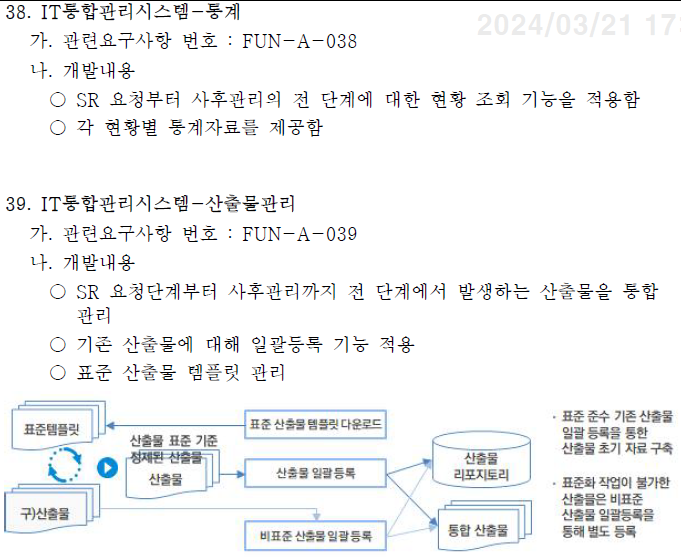 2024/03/21 17
38. IT통합관리시스템-통계
가. 관련요구사항 번호 : FUN-A-038
나. 개발내용
○ SR 요청부터 사후관리의 전 단계에 대한 현황 조회 기능을 적용함
○ 각 현황별 통계자료를 제공함
39. IT통합관리시스템-산출물관리
가. 관련요구사항 번호 : FUN-A-039
나. 개발내용
○ SR 요청단계부터 사후관리까지 전 단계에서 발생하는 산출물을 통합
관리
○ 기존 산출물에 대해 일괄등록 기능 적용
○ 표준 산출물 템플릿 관리
표준템플릿
구)산출물
산출물 표준 기준
정제된 산출물
산출물
표준 산출물 템플릿 다운로드
산출물 일괄 등록
비표준 산출물 일괄 등록
산출물
리포지토리
통합 산출물
· 표준 준수 기존 산출물
일괄 등록을 통한
산출물 초기 자료 구축
· 표준화 작업이 불가한
산출물은 비표준
산출물 일괄등록을
통해 별도 등록